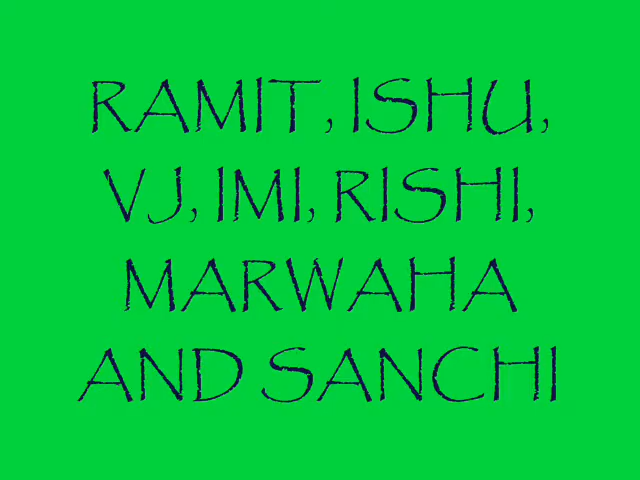 RAMIT, ISHU,
VJ, IMI, RISHI,
MARWAHA
AND SANCHI